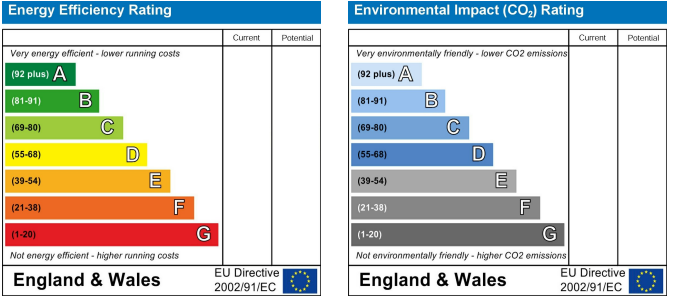 Energy Efficiency Rating
Current Potential
Very energy efficient - lower running costs
(92 plus) A
(81-91) B
(69-80) C
(55-68) D
(39-54) E
(21-38) F
(1-20) G
Not energy efficient - higher running costs
England & Wales
EU Directive
2002/91/EC
Environmental Impact (CO₂) Rating
Current Potential
Very environmentally friendly - lower CO2 emissions
(92 plus) A
(81-91) B
(69-80) C
(55-68) D
(39-54) E
(21-38) F
(1-20) G
Not environmentally friendly - higher CO2 emissions
England & Wales
EU Directive
2002/91/EC